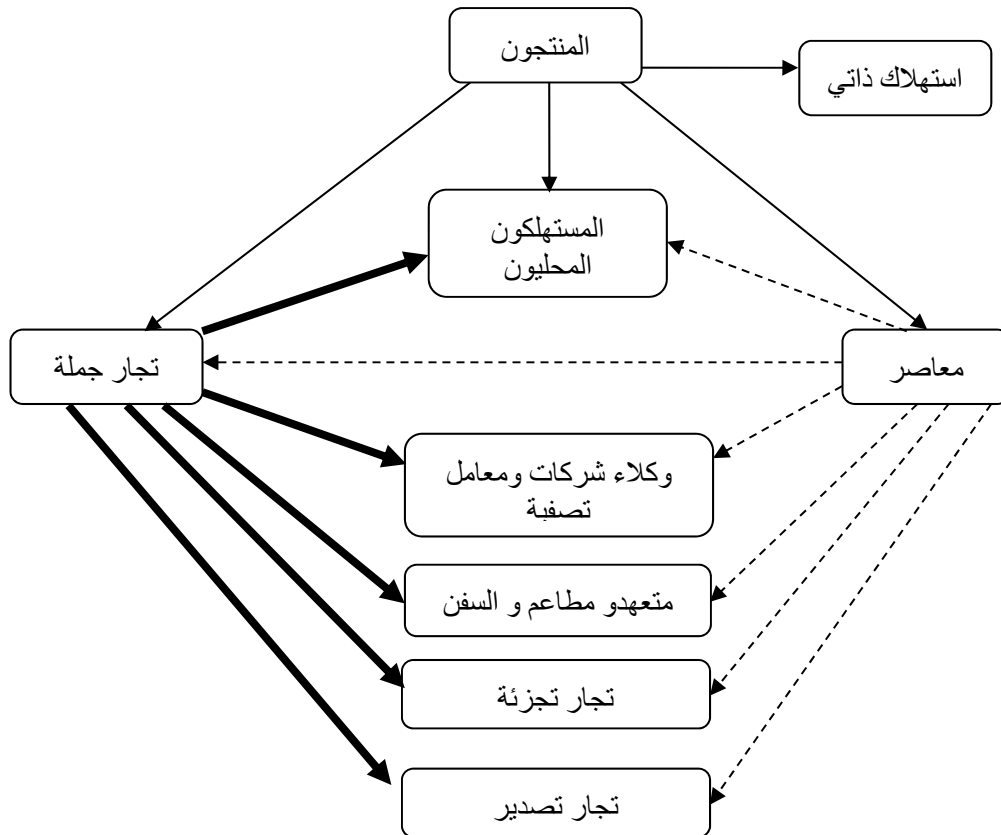 المنتجون
استهلاك ذاتي
المستهلكون
المحليون
تجار جملة
معاصر
وكلاء شركات ومعامل
تصفية
متعهدو مطاعم و السفن
تجار تجزئة
تجار تصدير